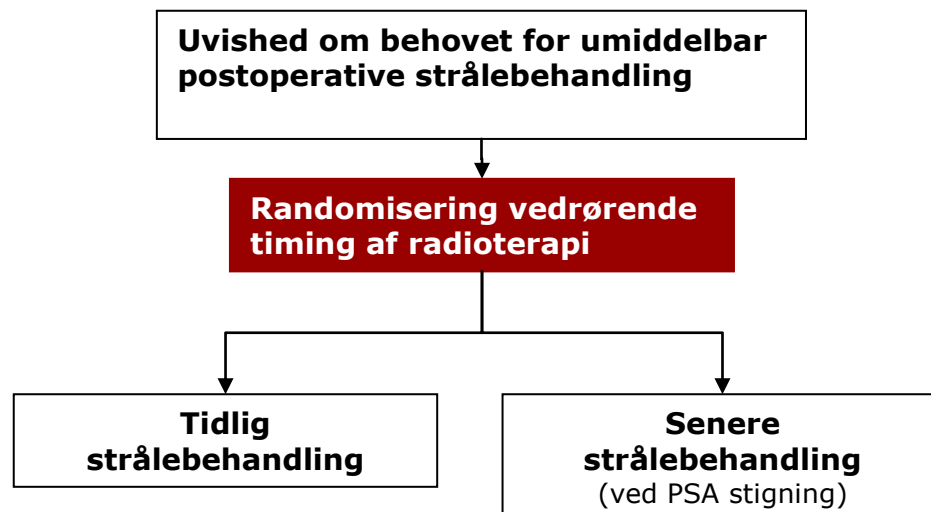 Uvished om behovet for umiddelbar
postoperative strålebehandling
Randomisering vedrørende
timing af radioterapi
Tidlig
strålebehandling
Senere
strålebehandling
(ved PSA stigning)